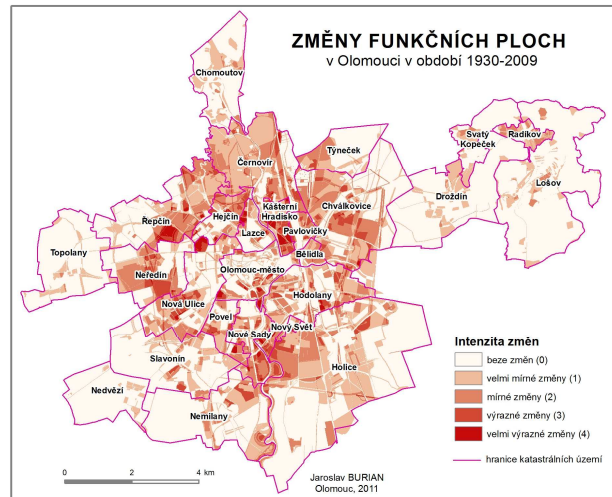 ZMĚNY FUNKČNÍCH PLOCH
v Olomouci v období 1930-2009
Chomoutov
Černovír
Týneček
Svatý
Kopeček
Radíkov
Lošov
Droždín
Chválkovice
Kášterní
Hradisko
Pavlovičky
Hejčín
Lazce
Řepčín
Topolany
Bělidla
Olomouc-město
Neředín
Hodolany
Nová Ulice
Povel
Nové Sady
Nový Svět
Slavonín
Holice
Nedvězí
Nemilany
Intenzita změn
beze změn (0)
velmi mírné změny (1)
mírné změny (2)
výrazné změny (3)
velmi výrazné změny (4)
hranice katastrálních území
0 2 4 km
Jaroslav BURIAN
Olomouc, 2011